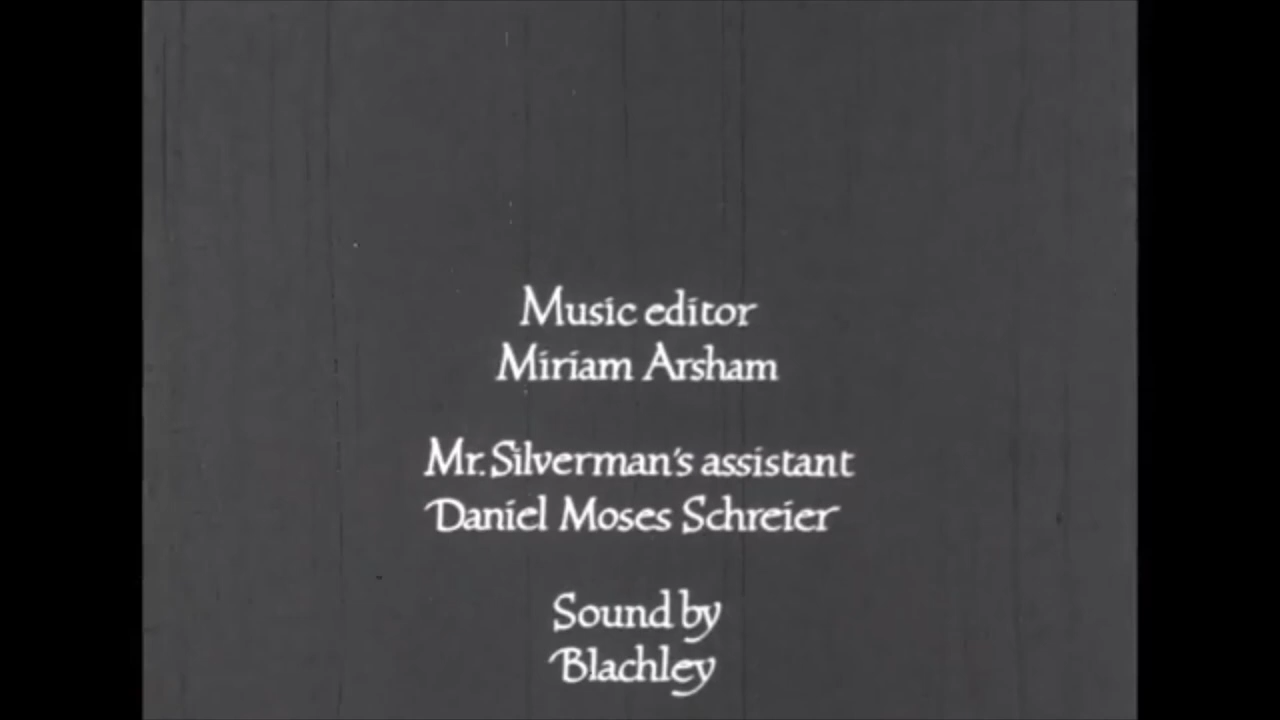 Music editor
Miriam Arsham
Mr. Silverman's assistant
Daniel Moses Schreier
Sound by
Blachley